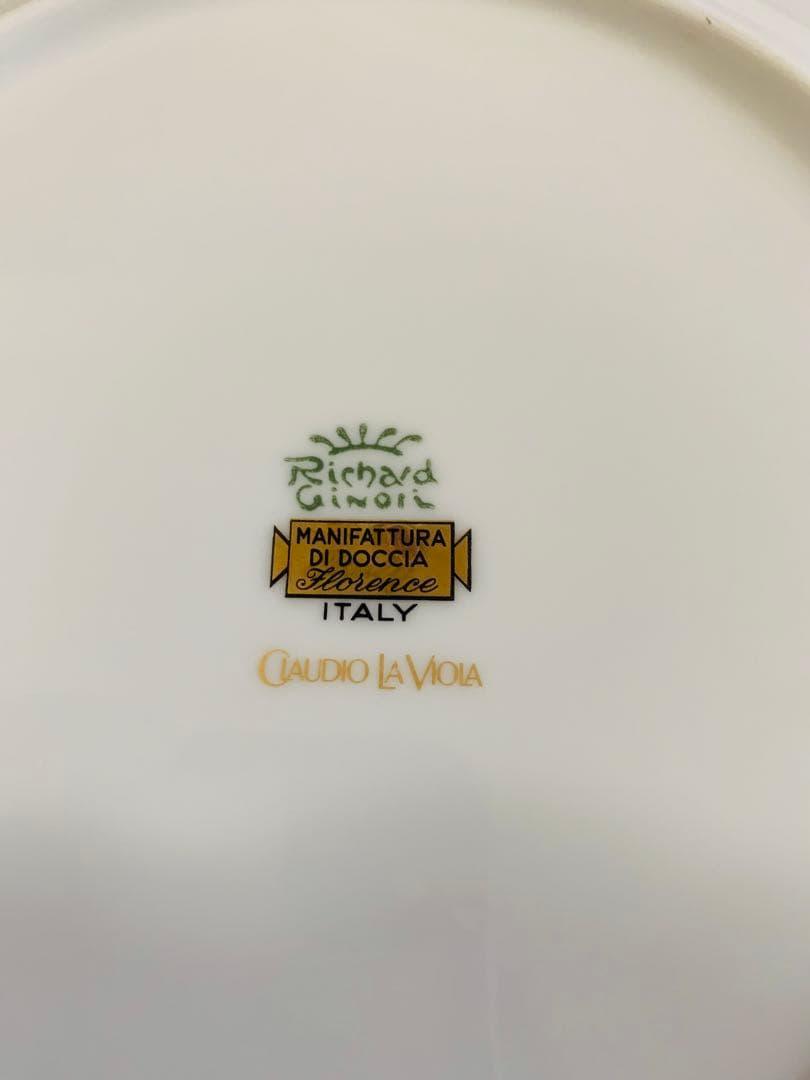 Richard
GINORI
MANIFATTURA
DI DOCCIA
Florence
ITALY
CLAUDIO LA VIOLA